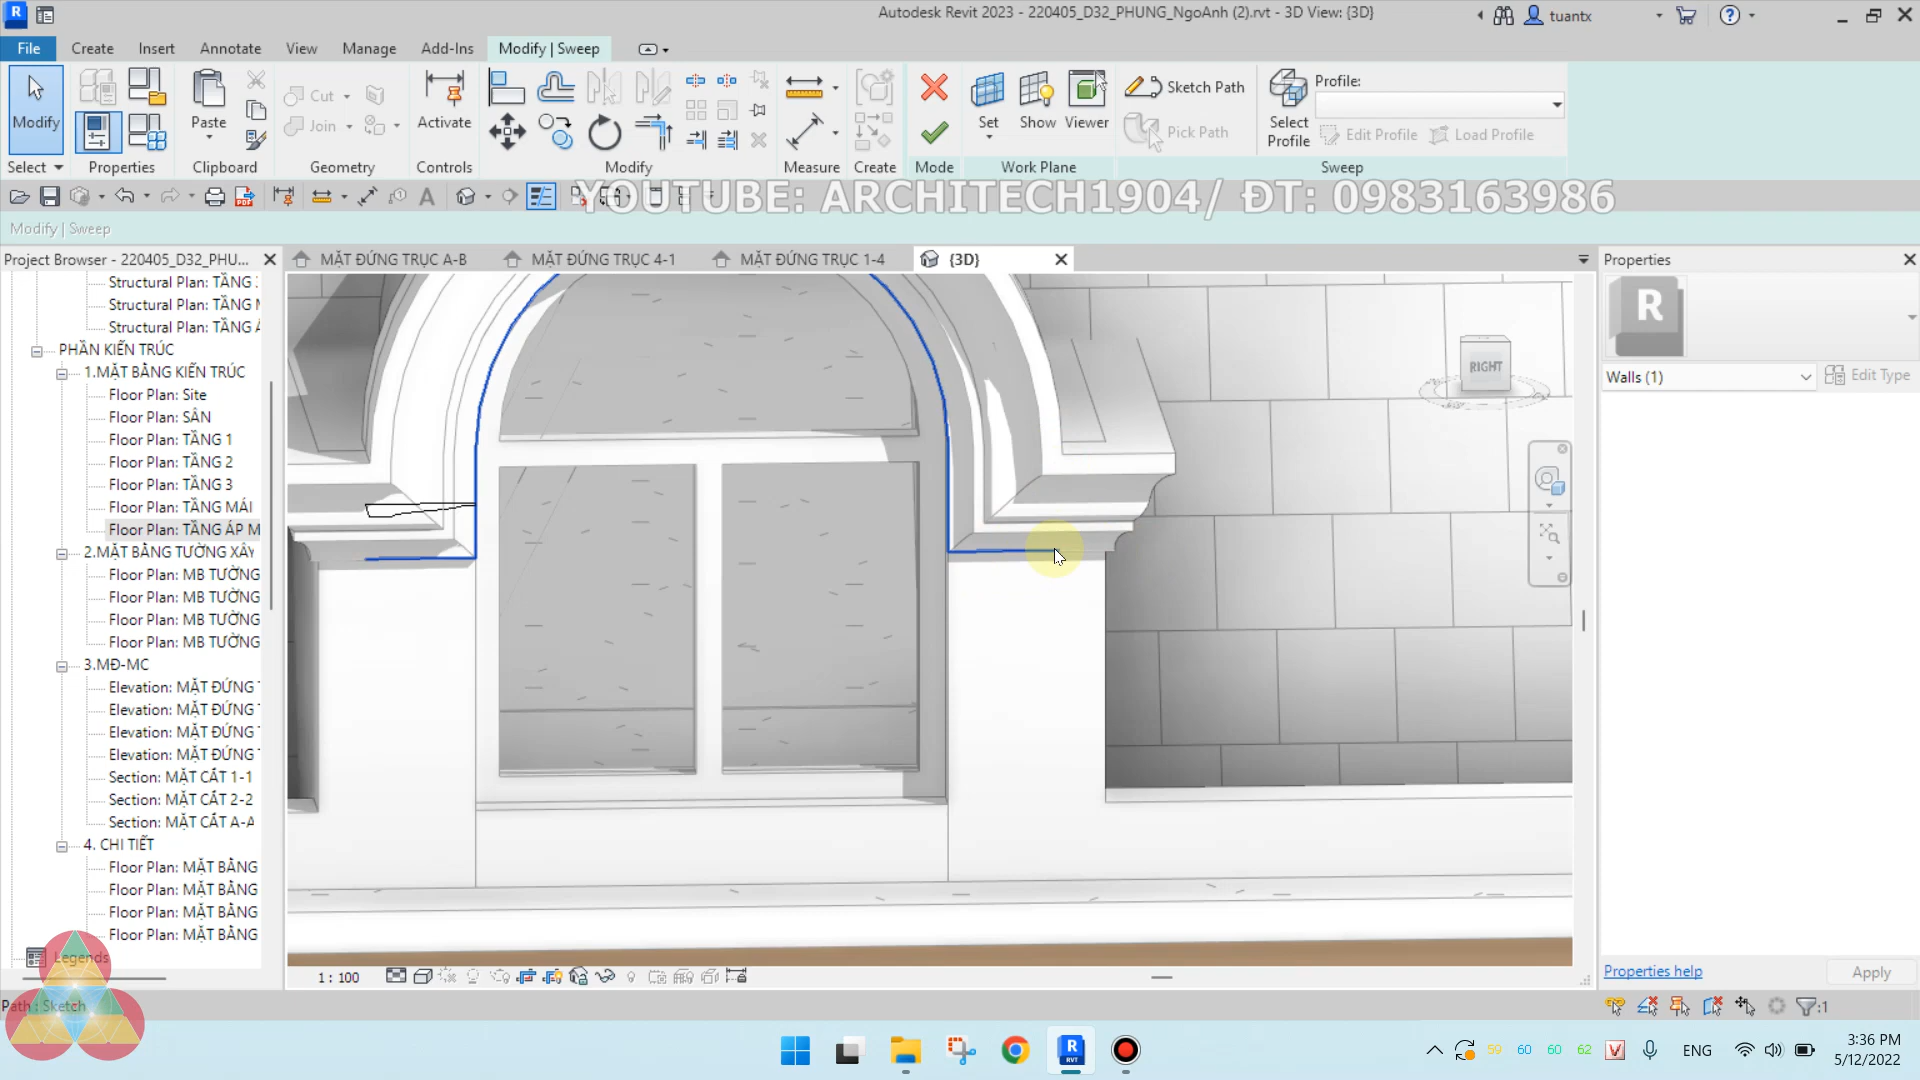 Autodesk Revit 2023 - 220405_D32_PHUNG_NgoAnh (2).rvt - 3D View: {3D}
tuantx
File Create Insert Annotate View Manage Add-Ins Modify | Sweep
Modify
Paste
Cut
Join
Activate
Set Show Viewer
Sketch Path
Pick Path
Select Profile
Profile:
Edit Profile Load Profile
Select Properties Clipboard Geometry Controls Modify Measure Create Mode Work Plane Sweep
YOUTUBE: ARCHITECH1904/ ĐT: 0983163986
Modify | Sweep
Project Browser - 220405_D32_PHU...
MẶT ĐỨNG TRỤC A-B MẶT ĐỨNG TRỤC 4-1 MẶT ĐỨNG TRỤC 1-4 {3D}
Properties
Structural Plan: TẦNG
Structural Plan: TẦNG
Structural Plan: TẦNG
PHẦN KIẾN TRÚC
1.MẶT BẰNG KIẾN TRÚC
Floor Plan: Site
Floor Plan: SÂN
Floor Plan: TẦNG 1
Floor Plan: TẦNG 2
Floor Plan: TẦNG 3
Floor Plan: TẦNG MÁI
Floor Plan: TẦNG ÁP M
2.MẶT BẰNG TƯỜNG XÂY
Floor Plan: MB TƯỜNG
Floor Plan: MB TƯỜNG
Floor Plan: MB TƯỜNG
Floor Plan: MB TƯỜNG
3.MĐ-MC
Elevation: MẶT ĐỨNG
Elevation: MẶT ĐỨNG
Elevation: MẶT ĐỨNG
Elevation: MẶT ĐỨNG
Section: MẶT CẮT 1-1
Section: MẶT CẮT 2-2
Section: MẶT CẮT A-A
4. CHI TIẾT
Floor Plan: MẶT BẰNG
Floor Plan: MẶT BẰNG
Floor Plan: MẶT BẰNG
Floor Plan: MẶT BẰNG
Legends
R
Walls (1)
Edit Type
RIGHT
1 : 100
Properties help
Apply
Path : Sketch
:1
R
RVT
59 60 60 62
V
ENG
3:36 PM
5/12/2022